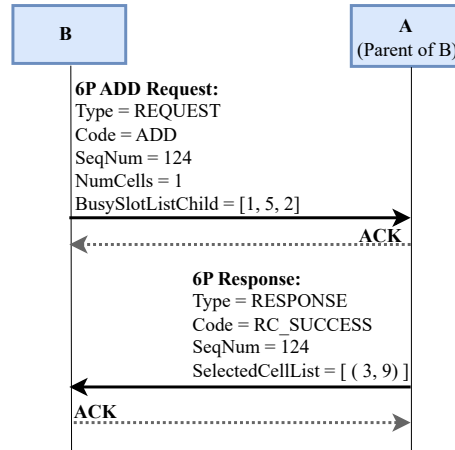 B
A
(Parent of B)
6P ADD Request:
Type = REQUEST
Code = ADD
SeqNum = 124
NumCells = 1
BusySlotListChild = [1, 5, 2]
ACK
6P Response:
Type = RESPONSE
Code = RC_SUCCESS
SeqNum = 124
SelectedCellList = [ ( 3, 9) ]
ACK